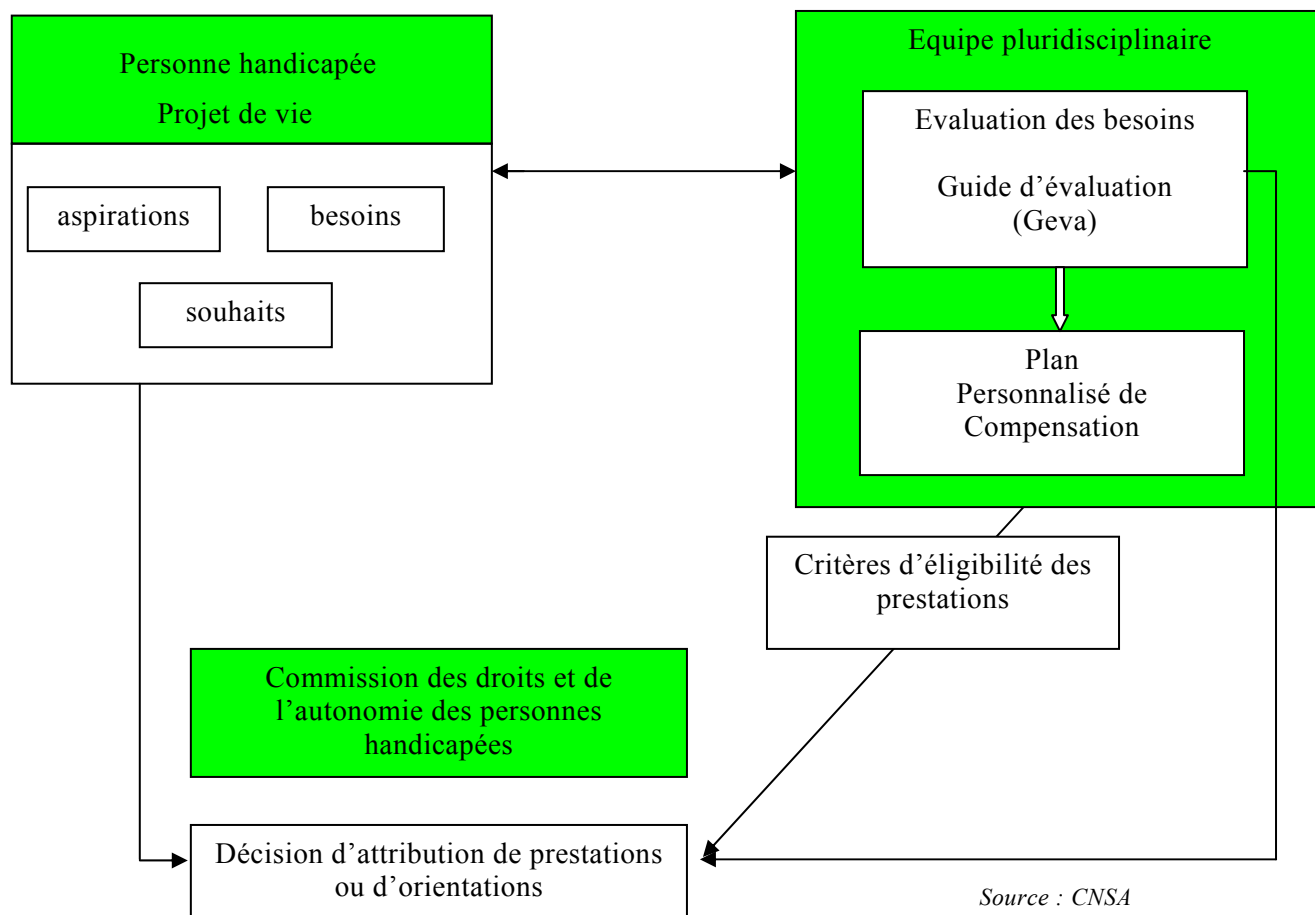 Personne handicapée
Projet de vie
aspirations
besoins
souhaits
Equipe pluridisciplinaire
Evaluation des besoins
Guide d’évaluation
(Geva)
Plan
Personnalisé de
Compensation
Critères d’éligibilité des
prestations
Commission des droits et de
l’autonomie des personnes
handicapées
Décision d’attribution de prestations
ou d’orientations
Source : CNSA